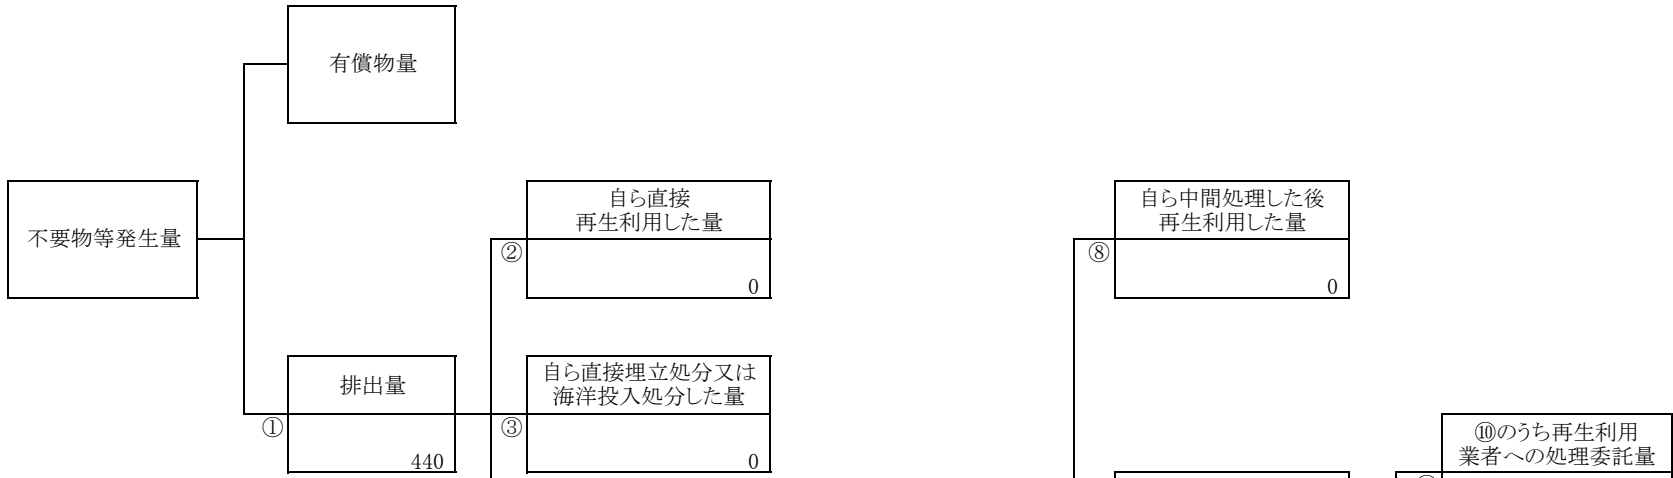 有償物量
不要物等発生量
自ら直接
再生利用した量
②
0
自ら中間処理した後
再生利用した量
⑧
0
排出量
①
440
自ら直接埋立処分又は
海洋投入処分した量
③
0
⑩のうち再生利用
業者への処理委託量